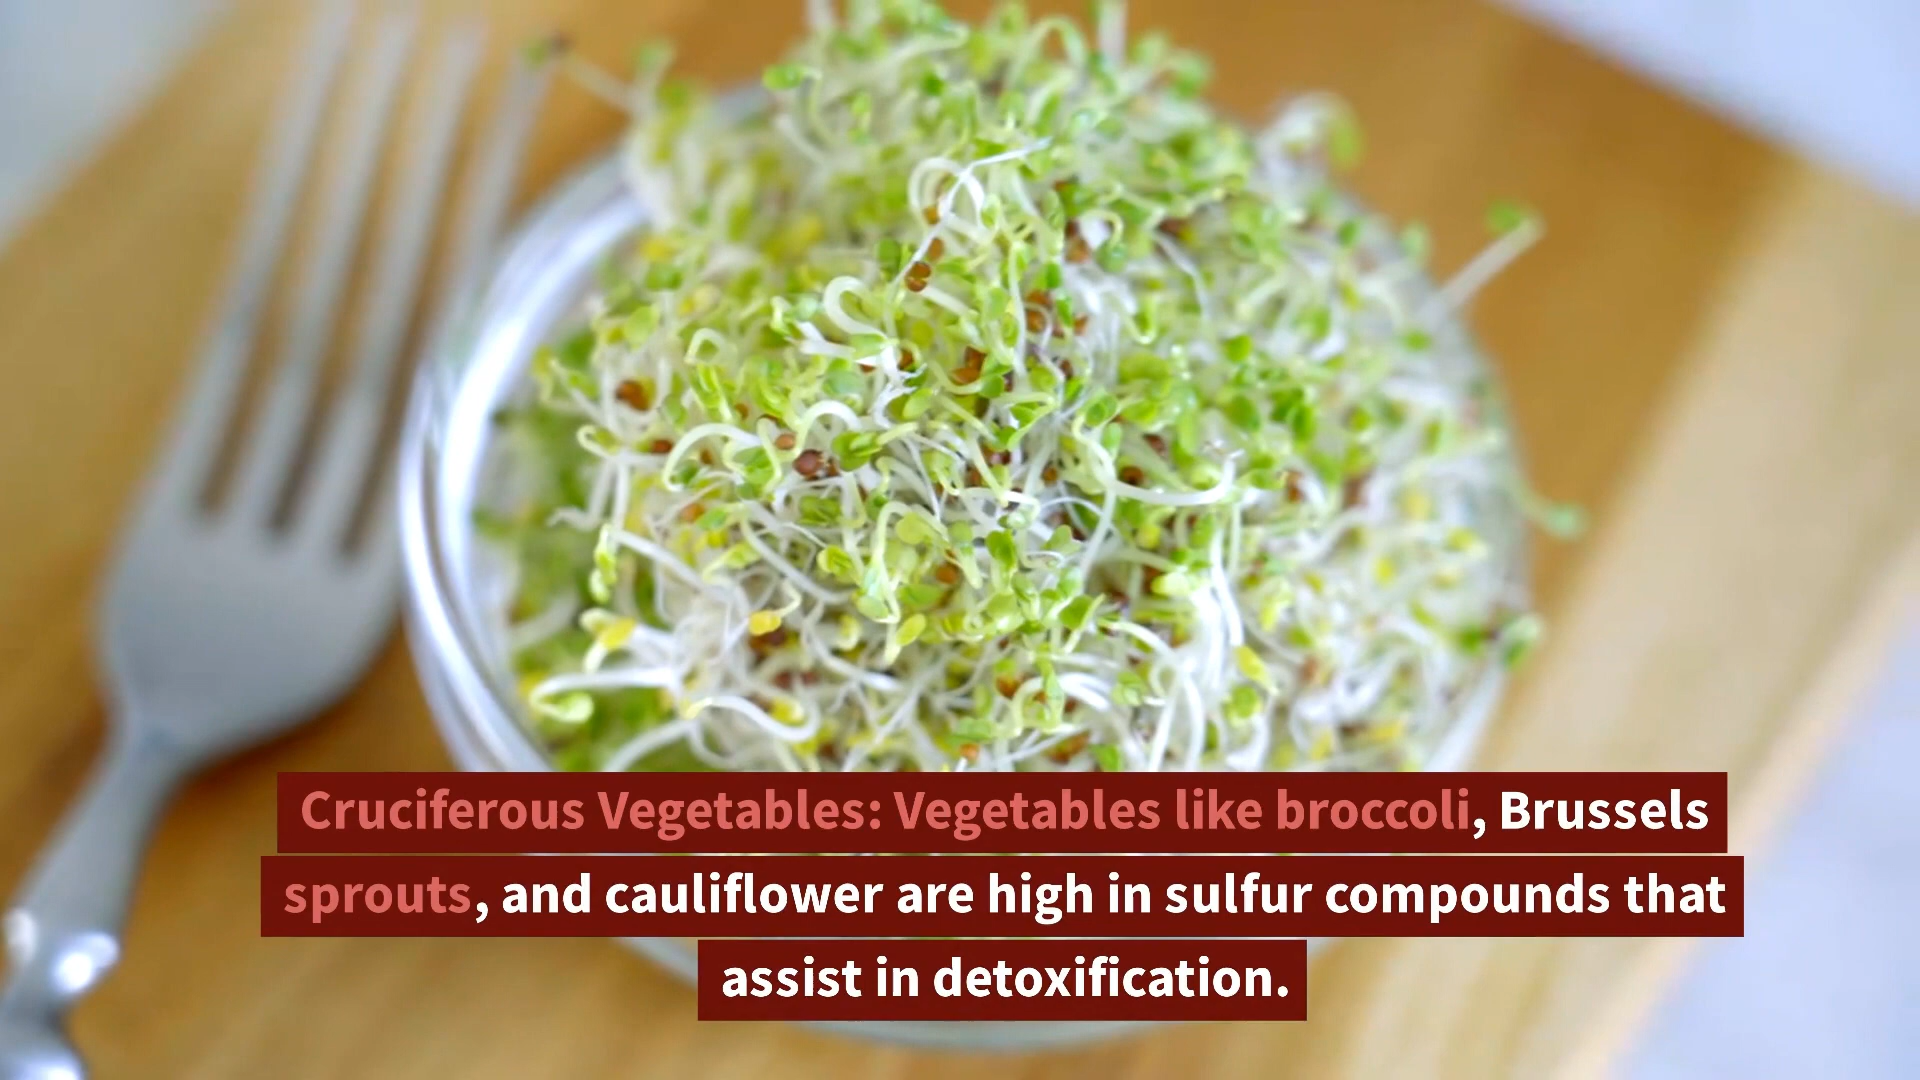 Cruciferous Vegetables: Vegetables like broccoli, Brussels
sprouts, and cauliflower are high in sulfur compounds that
assist in detoxification.